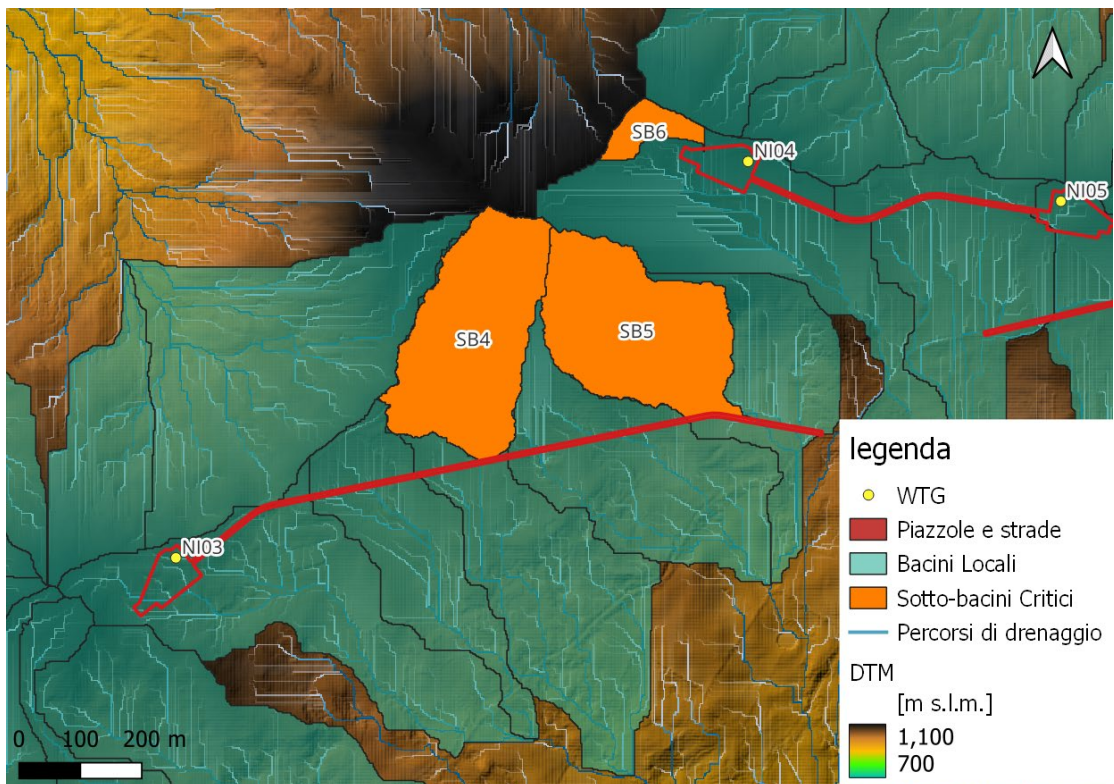 SB6
NI04
NI05
SB4
SB5
NI03
legenda
WTG
Piazzole e strade
Bacini Locali
Sotto-bacini Critici
Percorsi di drenaggio
DTM
[m s.l.m.]
1,100
700
0 100 200 m